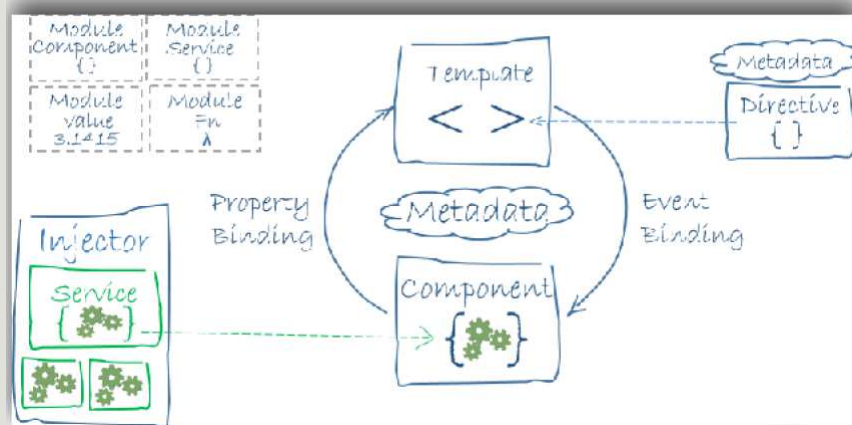 Module
Component
{ }
Module
Service
{ }
Module
value
3.1415
Module
Fn
λ
Template
< >
Metadata
Directive
{ }
Property
Binding
Metadata
Event
Binding
Injector
Service
{ }
Component
{ }